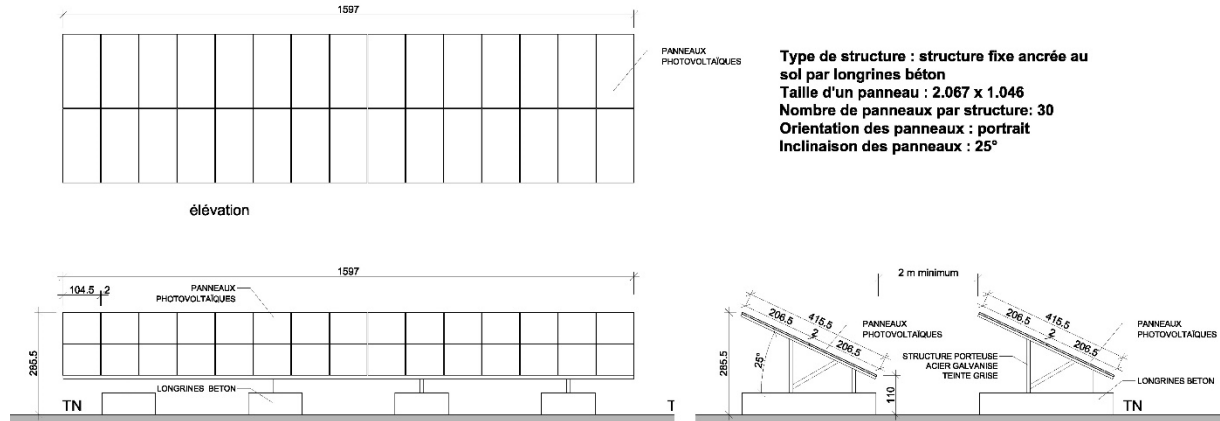 1597
PANNEAUX
PHOTOVOLTAÏQUES
Type de structure : structure fixe ancrée au
sol par longrines béton
Taille d'un panneau : 2.067 x 1.046
Nombre de panneaux par structure: 30
Orientation des panneaux : portrait
Inclinaison des panneaux : 25°
élévation
1597
104.5
2
PANNEAUX
PHOTOVOLTAÏQUES
285.5
LONGRINES BETON
TN
T
2 m minimum
415.5
206.5
2
206.5
PANNEAUX
PHOTOVOLTAÏQUES
285.5
25°
110
STRUCTURE PORTEUSE
ACIER GALVANISE
TEINTE GRISE
415.5
206.5
2
206.5
PANNEAUX
PHOTOVOLTAÏQUES
LONGRINES BETON
TN